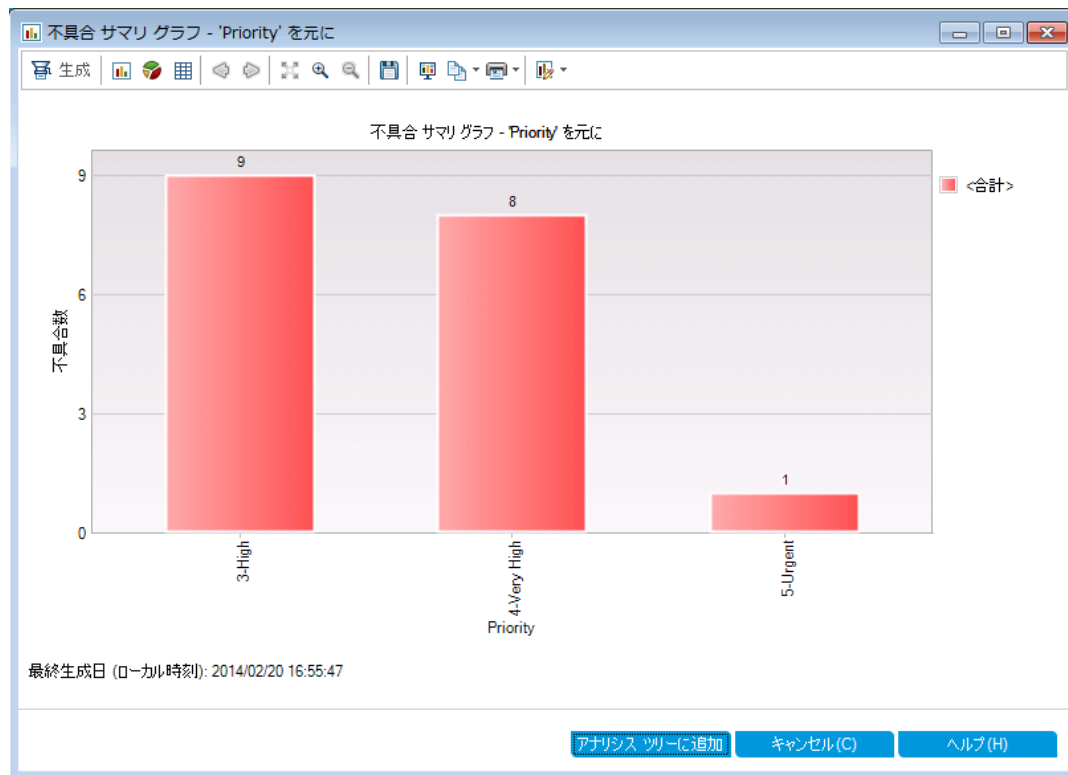 不具合 サマリ グラフ - 'Priority' を元に
生成
不具合 サマリ グラフ - 'Priority' を元に
9
8
1
9
6
3
0
不具合数
<合計>
3-High
4-Very High
5-Urgent
Priority
最終生成日 (ローカル時刻): 2014/02/20 16:55:47
アナリシス ツリーに追加
キャンセル(C)
ヘルプ(H)